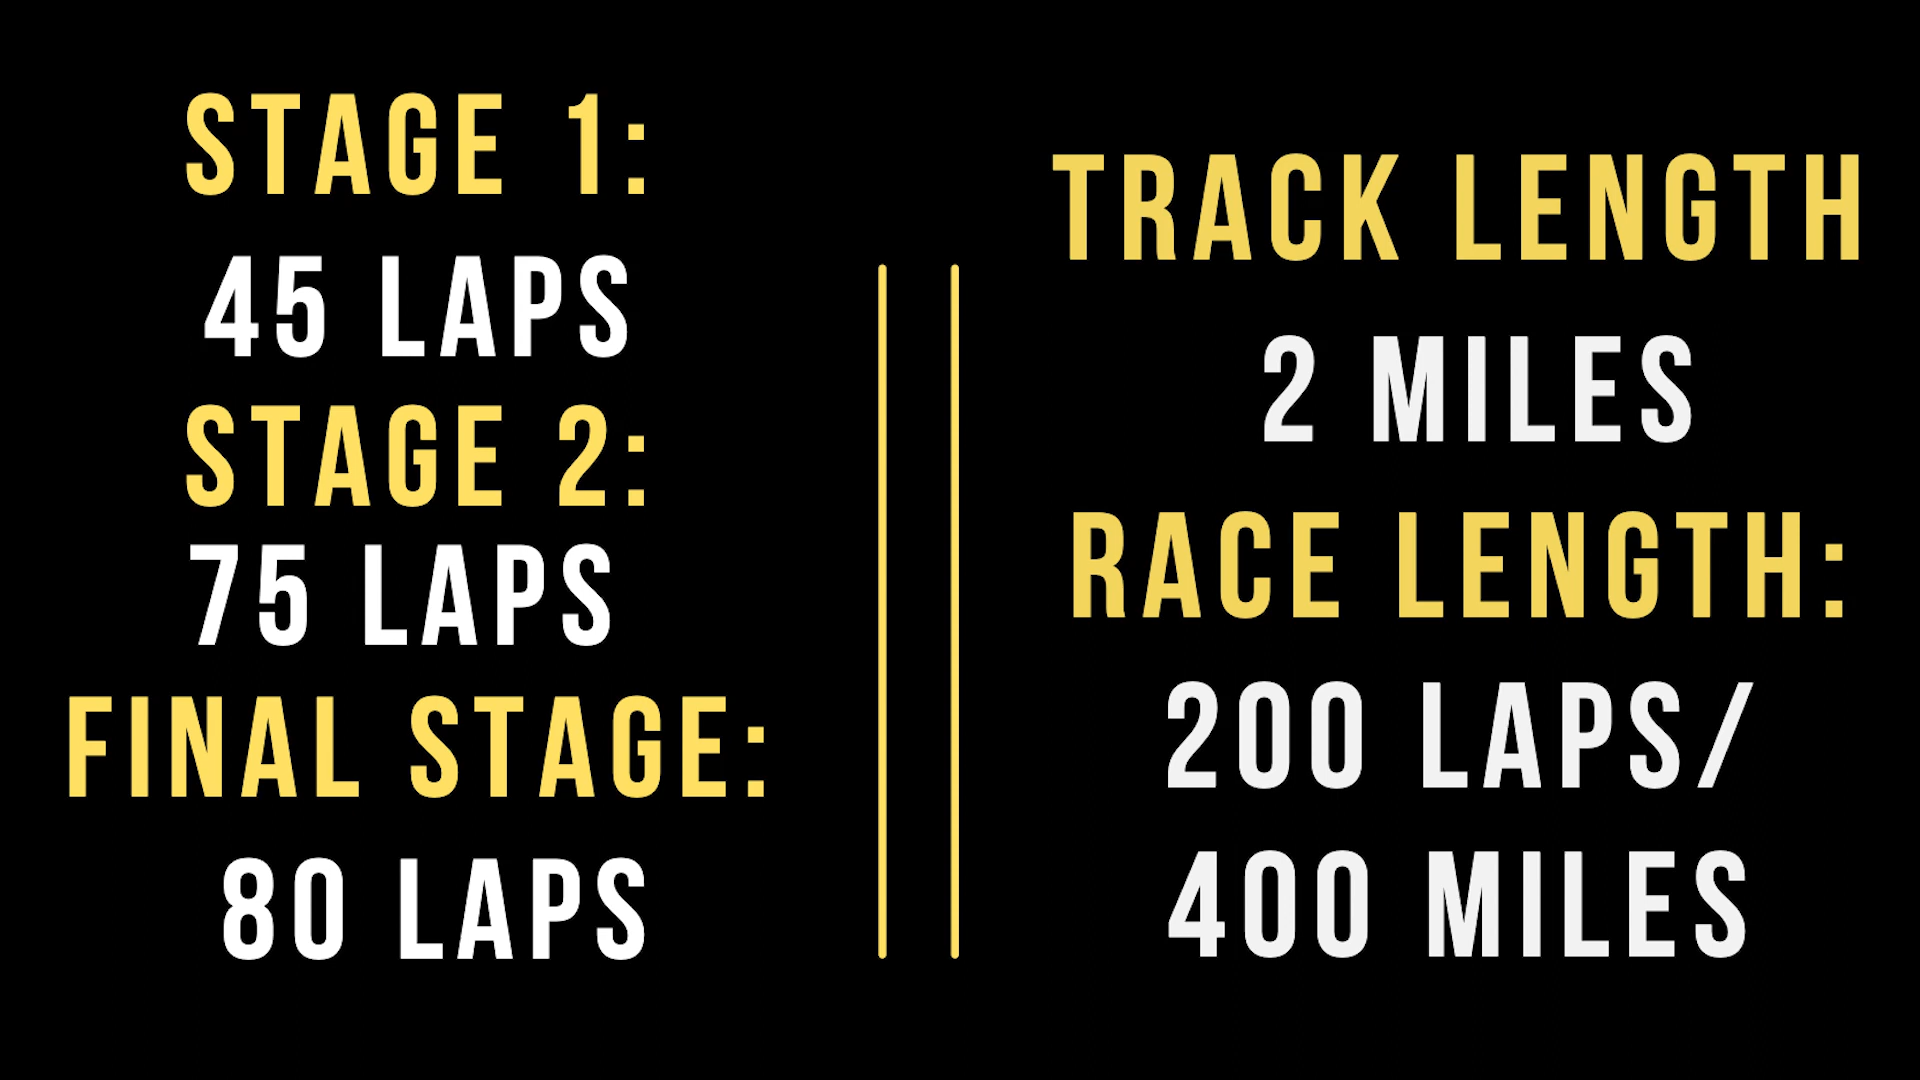 STAGE 1:
45 LAPS
STAGE 2:
75 LAPS
FINAL STAGE:
80 LAPS
TRACK LENGTH
2 MILES
RACE LENGTH:
200 LAPS/
400 MILES